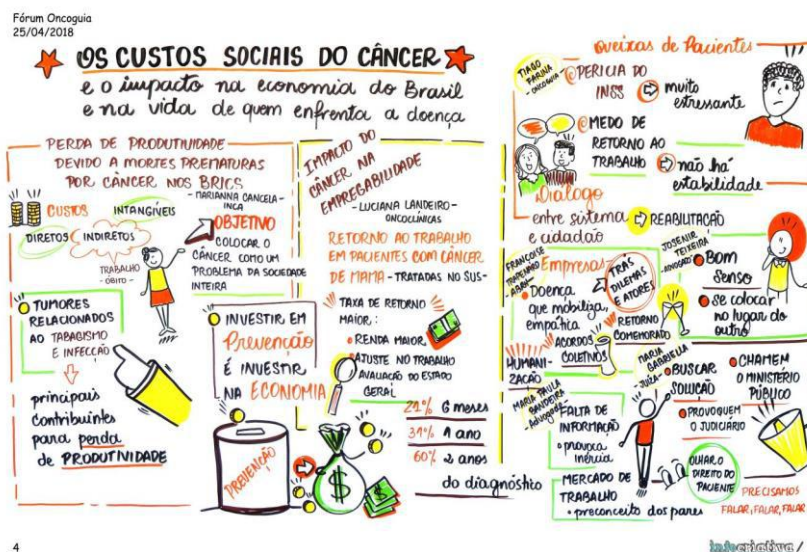 Fórum Oncoguia
25/04/2018
OS CUSTOS SOCIAIS DO CÂNCER
e o impacto na economia do Brasil
e na vida de quem enfrenta a doença
PERDA DE PRODUTIVIDADE
DEVIDO A MORTES PREMATURAS
POR CÂNCER NOS BRICS
- MARIANNA CANCELA -
INCA
CUSTOS
INTANGÍVEIS
DIRETOS
INDIRETOS
TRABALHO
- ÓBITO -
OBJETIVO
COLOCAR O
CÂNCER COMO UM
PROBLEMA DA SOCIEDADE
INTEIRA
TUMORES
RELACIONADOS
AO TABAGISMO
E INFECÇÃO
principais
contribuintes
para perda
de PRODUTIVIDADE
INVESTIR EM
Prevenção
É INVESTIR
NA ECONOMIA
PREVENÇÃO
IMPACTO DO
CÂNCER NA
EMPREGABILIDADE
- LUCIANA LANDEIRO -
ONCOCLÍNICAS
RETORNO AO TRABALHO
EM PACIENTES COM CÂNCER
DE MAMA - TRATADAS NO SUS -
TAXA DE RETORNO
MAIOR:
RENDA MAIOR
AJUSTE NO TRABALHO
AVALIAÇÃO DO ESTADO
GERAL
6 meses
1 ano
60% 2 anos
do diagnóstico
Queixas de Pacientes
TIAGO
FARINA
- ONCOGUIA -
PERICIA DO
INSS
muito
estressante
MEDO DE
RETORNO AO
TRABALHO
não há
estabilidade
Diálogo
entre sistema
e cidadão
REABILITAÇÃO
FRANÇOISE
Empresas
Doença
que mobiliza,
empática
TRÁS
DILEMAS
E ATORES
JOSENIR
TEIXEIRA
- ADVOGADO -
Bom
senso
se colocar
no lugar do
outro
RETORNO
COMEMORADO
ACORDOS
COLETIVOS
HUMANI-
ZAÇÃO
MARIA PAULA
BANDEIRA
- Advogada -
FALTA DE
INFORMAÇÃO
provoca
inércia
MERCADO DE
TRABALHO
preconceito dos pares
MARIA
GABRIELLA
- JUÍZA -
BUSCAR
SOLUÇÃO
PROVOQUEM
O JUDICIÁRIO
CHAMEM
O MINISTÉRIO
PÚBLICO
OLHAR O
DIREITO DO
PACIENTE
PRECISAMOS
FALAR, FALAR, FALAR
4
infocriativa